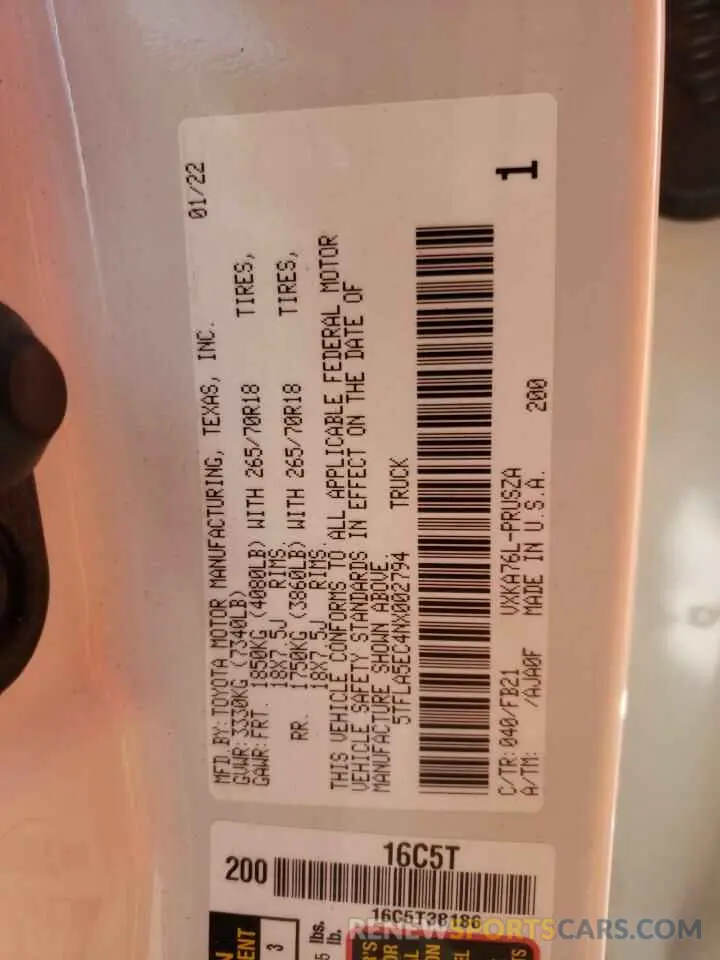 MFD. BY: TOYOTA MOTOR MANUFACTURING, TEXAS, INC. 01/22
GVWR: 3330KG (7340LB)
GAWR: FRT. 1850KG (4080LB) WITH 265/70R18 TIRES,
18X7.5J RIMS
RR. 1750KG (3860LB) WITH 265/70R18 TIRES,
18X7.5J RIMS
THIS VEHICLE CONFORMS TO ALL APPLICABLE FEDERAL MOTOR
VEHICLE SAFETY STANDARDS IN EFFECT ON THE DATE OF
MANUFACTURE SHOWN ABOVE.
5TFLA5EC4NX002794 TRUCK
C/TR: 040/FB21 VXKA76L-PRUSZA 200
A/TM: /AJA0F MADE IN U.S.A.
1
16C5T
200
16C5T38186
3
lbs.
lb.
RENEWSPORTSCARS.COM